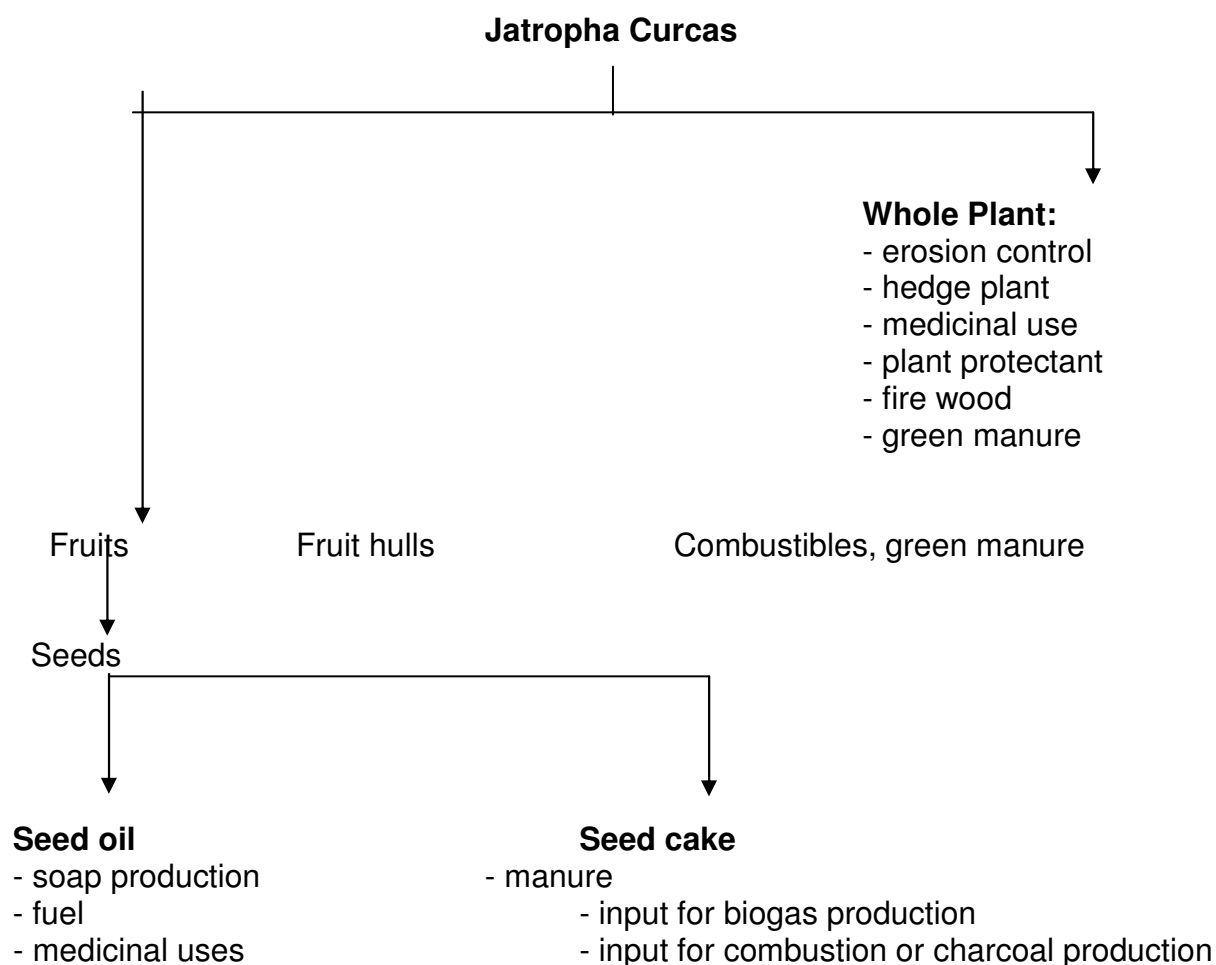 Jatropha Curcas
Whole Plant:
- erosion control
- hedge plant
- medicinal use
- plant protectant
- fire wood
- green manure
Fruits Fruit hulls Combustibles, green manure
Seeds
Seed oil Seed cake
- soap production - manure
- fuel - input for biogas production
- medicinal uses - input for combustion or charcoal production